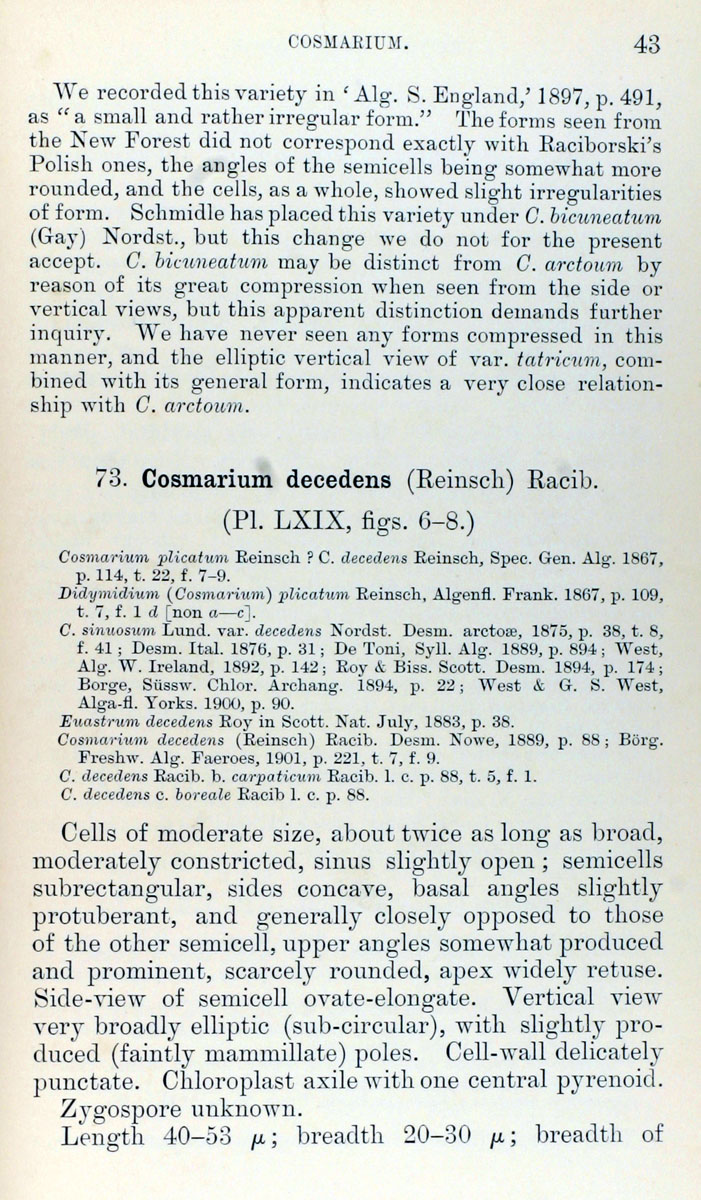 COSMARIUM. 43
We recorded this variety in ‘Alg. S. England,’ 1897, p. 491,
as “a small and rather irregular form.” The forms seen from
the New Forest did not correspond exactly with Raciborski’s
Polish ones, the angles of the semicells being somewhat more
rounded, and the cells, as a whole, showed slight irregularities
of form. Schmidle has placed this variety under C. bicuneatum
(Gay) Nordst., but this change we do not for the present
accept. C. bicuneatum may be distinct from C. arctoum by
reason of its great compression when seen from the side or
vertical views, but this apparent distinction demands further
inquiry. We have never seen any forms compressed in this
manner, and the elliptic vertical view of var. tatricum, com-
bined with its general form, indicates a very close relation-
ship with C. arctoum.
73. Cosmarium decedens (Reinsch) Racib.
(Pl. LXIX, figs. 6–8.)
Cosmarium plicatum Reinsch ? C. decedens Reinsch, Spec. Gen. Alg. 1867,
p. 114, t. 22, f. 7–9.
Didymidium (Cosmarium) plicatum Reinsch, Algenfl. Frank. 1867, p. 109,
t. 7, f. 1 d [non a—c].
C. sinuosum Lund. var. decedens Nordst. Desm. arctoæ, 1875, p. 38, t. 8,
f. 41 ; Desm. Ital. 1876, p. 31 ; De Toni, Syll. Alg. 1889, p. 894 ; West,
Alg. W. Ireland, 1892, p. 142 ; Roy & Biss. Scott. Desm. 1894, p. 174 ;
Borge, Süssw. Chlor. Archang. 1894, p. 22 ; West & G. S. West,
Alga-fl. Yorks. 1900, p. 90.
Euastrum decedens Roy in Scott. Nat. July, 1883, p. 38.
Cosmarium decedens (Reinsch) Racib. Desm. Nowe, 1889, p. 88 ; Börg.
Freshw. Alg. Faeroes, 1901, p. 221, t. 7, f. 9.
C. decedens Racib. b. carpaticum Racib. l. c. p. 88, t. 5, f. 1.
C. decedens c. boreale Racib l. c. p. 88.
Cells of moderate size, about twice as long as broad,
moderately constricted, sinus slightly open ; semicells
subrectangular, sides concave, basal angles slightly
protuberant, and generally closely opposed to those
of the other semicell, upper angles somewhat produced
and prominent, scarcely rounded, apex widely retuse.
Side-view of semicell ovate-elongate. Vertical view
very broadly elliptic (sub-circular), with slightly pro-
duced (faintly mammillate) poles. Cell-wall delicately
punctate. Chloroplast axile with one central pyrenoid.
Zygospore unknown.
Length 40–53 μ ; breadth 20–30 μ ; breadth of